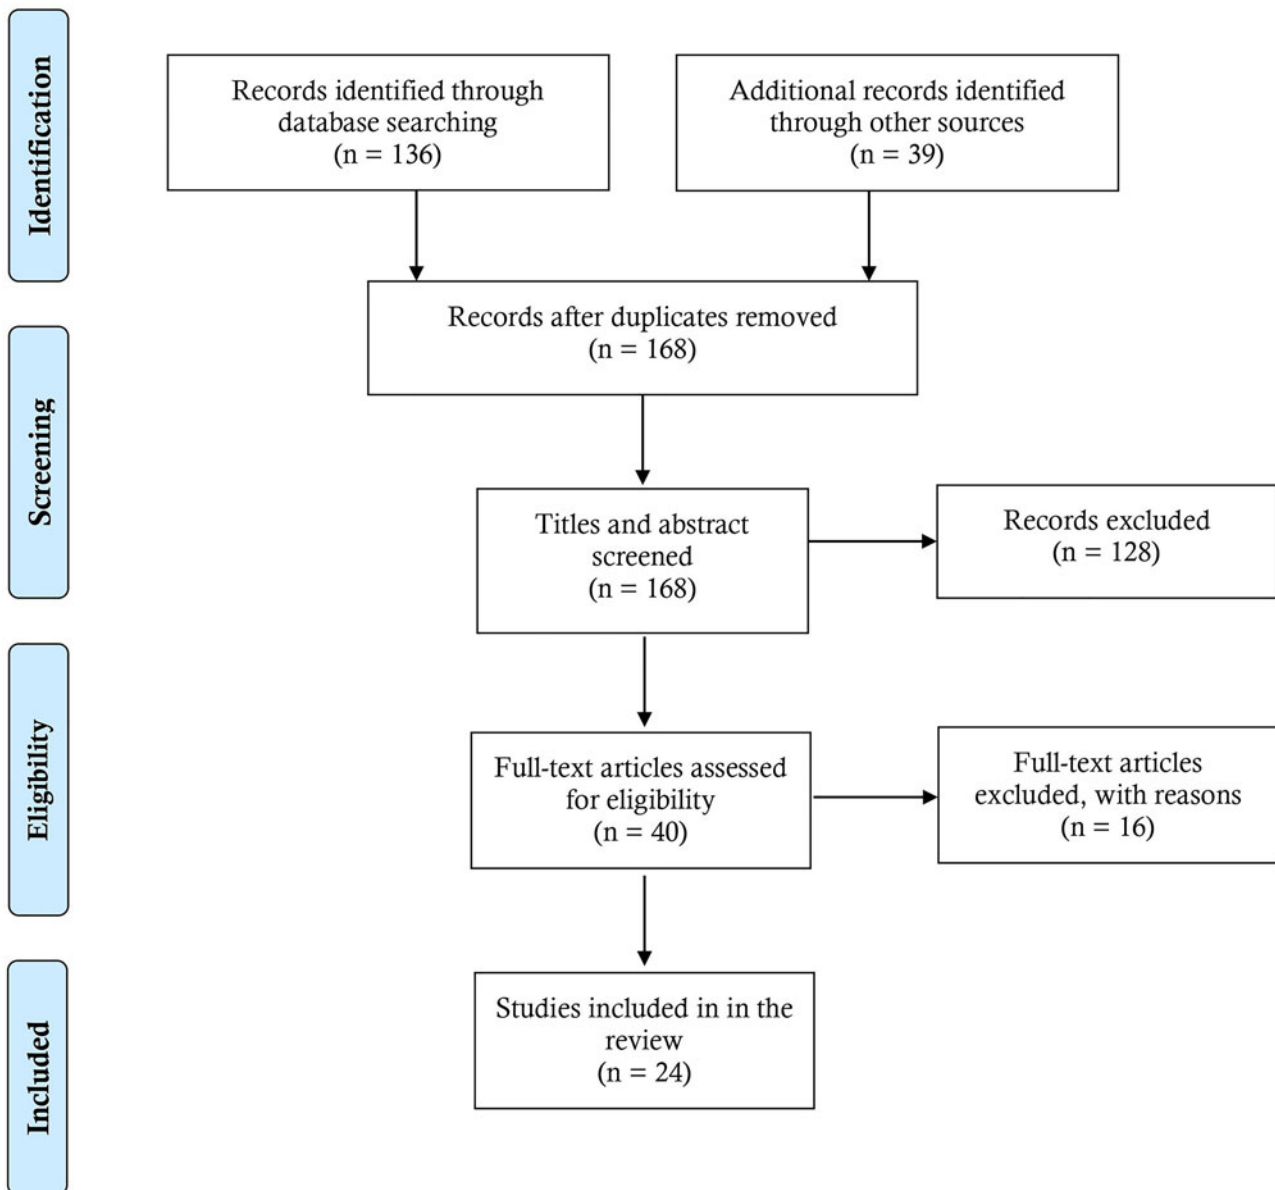 Identification
Records identified through
database searching
(n = 136)
Additional records identified
through other sources
(n = 39)
Records after duplicates removed
(n = 168)
Screening
Titles and abstract
screened
(n = 168)
Records excluded
(n = 128)
Eligibility
Full-text articles assessed
for eligibility
(n = 40)
Full-text articles
excluded, with reasons
(n = 16)
Included
Studies included in in the
review
(n = 24)